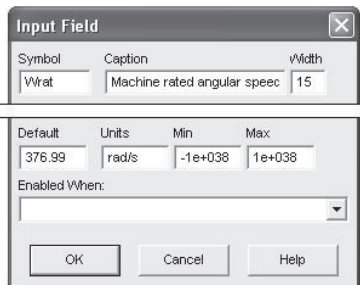 Input Field
Symbol Caption Width
Wrat Machine rated angular speec 15
Default Units Min Max
376.99 rad/s -1e+038 1e+038
Enabled When:
OK Cancel Help